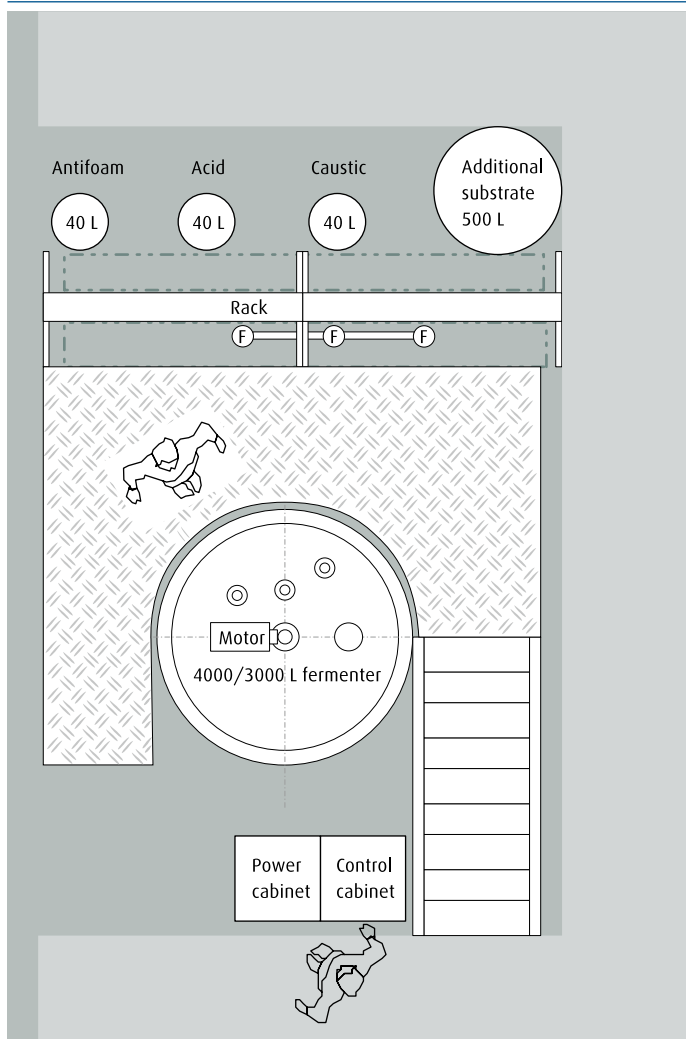 Antifoam
Acid
Caustic
Additional
substrate
500 L
40 L
40 L
40 L
Rack
F
F
F
Motor
4000/3000 L fermenter
Power
cabinet
Control
cabinet